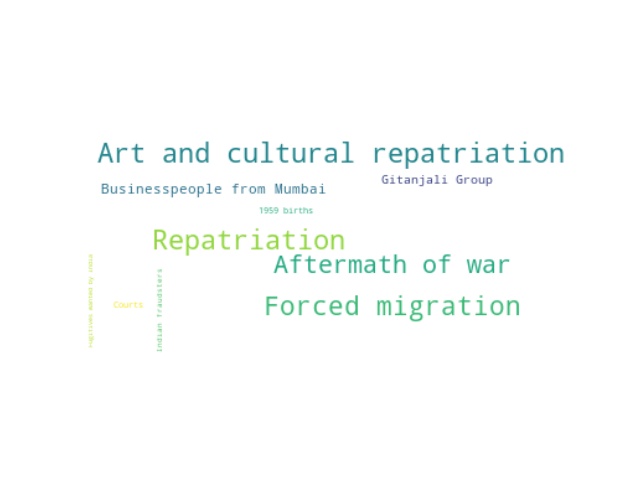 Art and cultural repatriation
Gitanjali Group
Businesspeople from Mumbai
1959 births
Repatriation
Aftermath of war
Forced migration
Courts
Indian fraudsters
Fugitives wanted by India